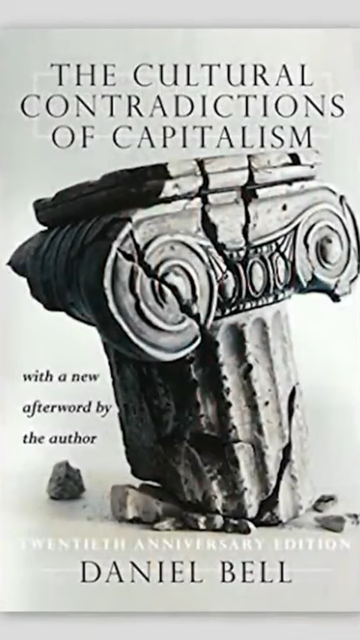 THE CULTURAL
CONTRADICTIONS
OF CAPITALISM
with a new
afterword by
the author
TWENTIETH ANNIVERSARY EDITION
DANIEL BELL